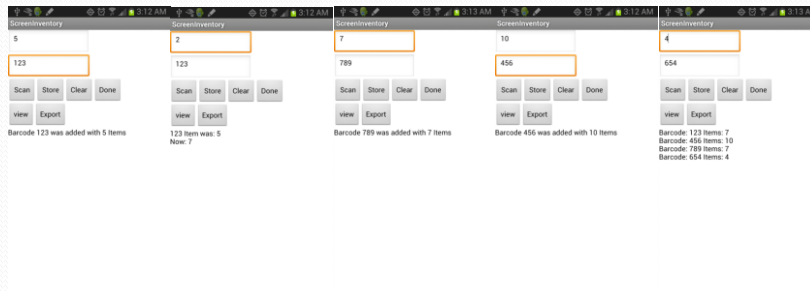 3:12 AM
ScreenInventory
5
123
Scan Store Clear Done
view Export
Barcode 123 was added with 5 Items
3:12 AM
ScreenInventory
2
123
Scan Store Clear Done
view Export
123 Item was: 5
Now: 7
3:13 AM
ScreenInventory
7
789
Scan Store Clear Done
view Export
Barcode 789 was added with 7 Items
3:12 AM
ScreenInventory
10
456
Scan Store Clear Done
view Export
Barcode 456 was added with 10 Items
3:13 A
ScreenInventory
4
654
Scan Store Clear Done
view Export
Barcode: 123 Items: 7
Barcode: 456 Items: 10
Barcode: 789 Items: 7
Barcode: 654 Items: 4